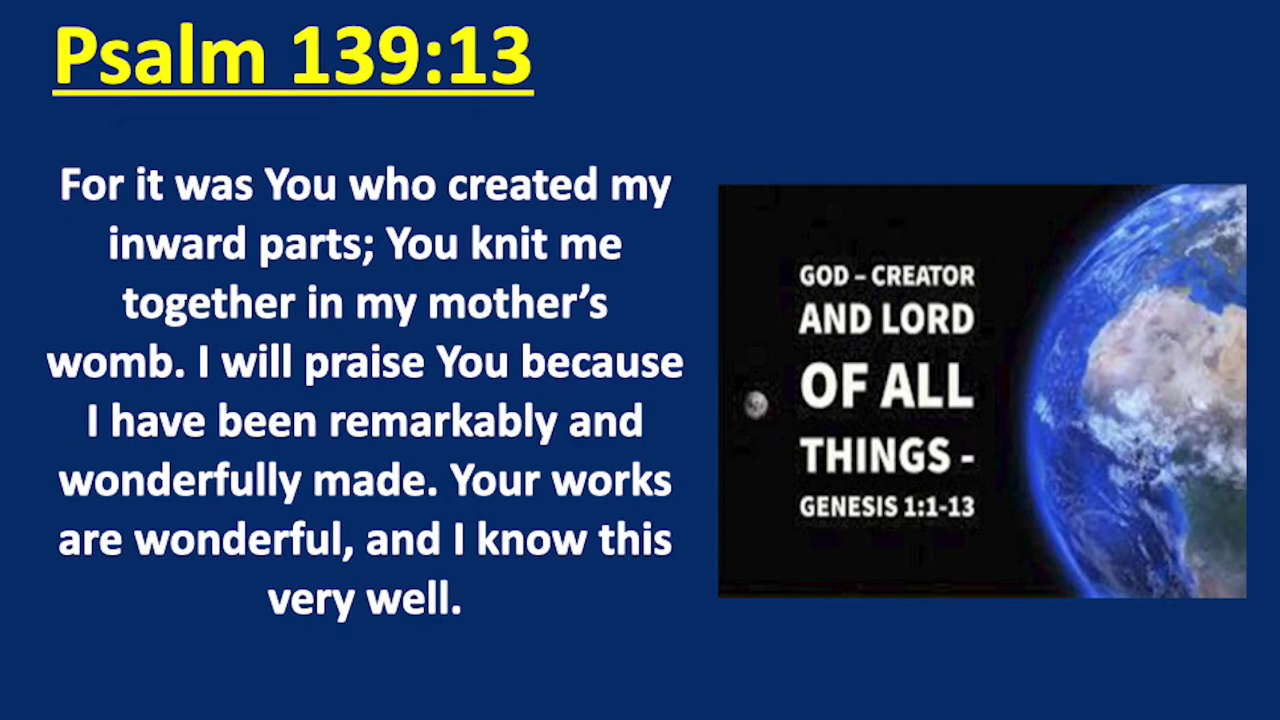 Psalm 139:13
For it was You who created my
inward parts; You knit me
together in my mother’s
womb. I will praise You because
I have been remarkably and
wonderfully made. Your works
are wonderful, and I know this
very well.
GOD – CREATOR
AND LORD
OF ALL
THINGS -
GENESIS 1:1-13